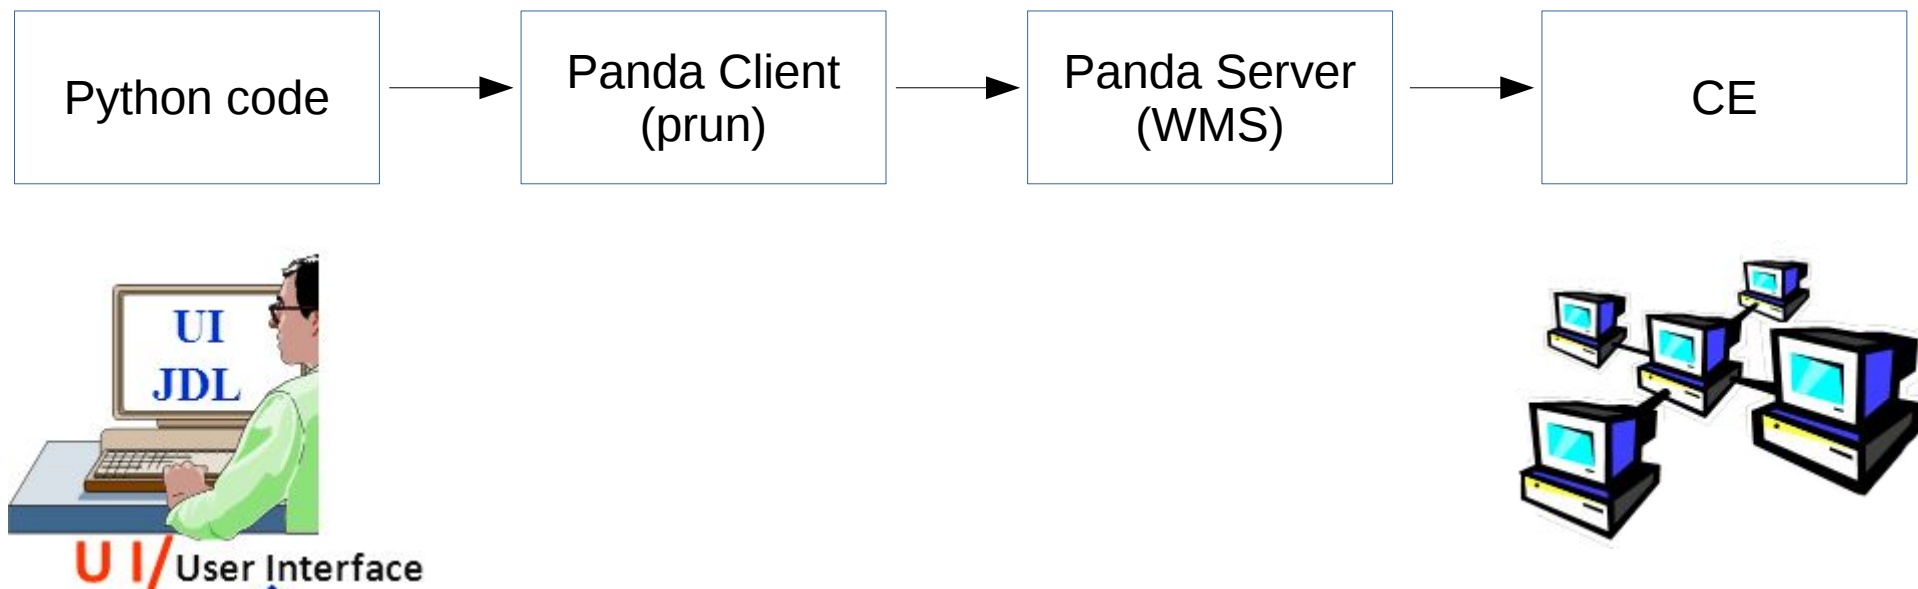 Python code
Panda Client
(prun)
Panda Server
(WMS)
CE
UI
JDL
U I/User Interface